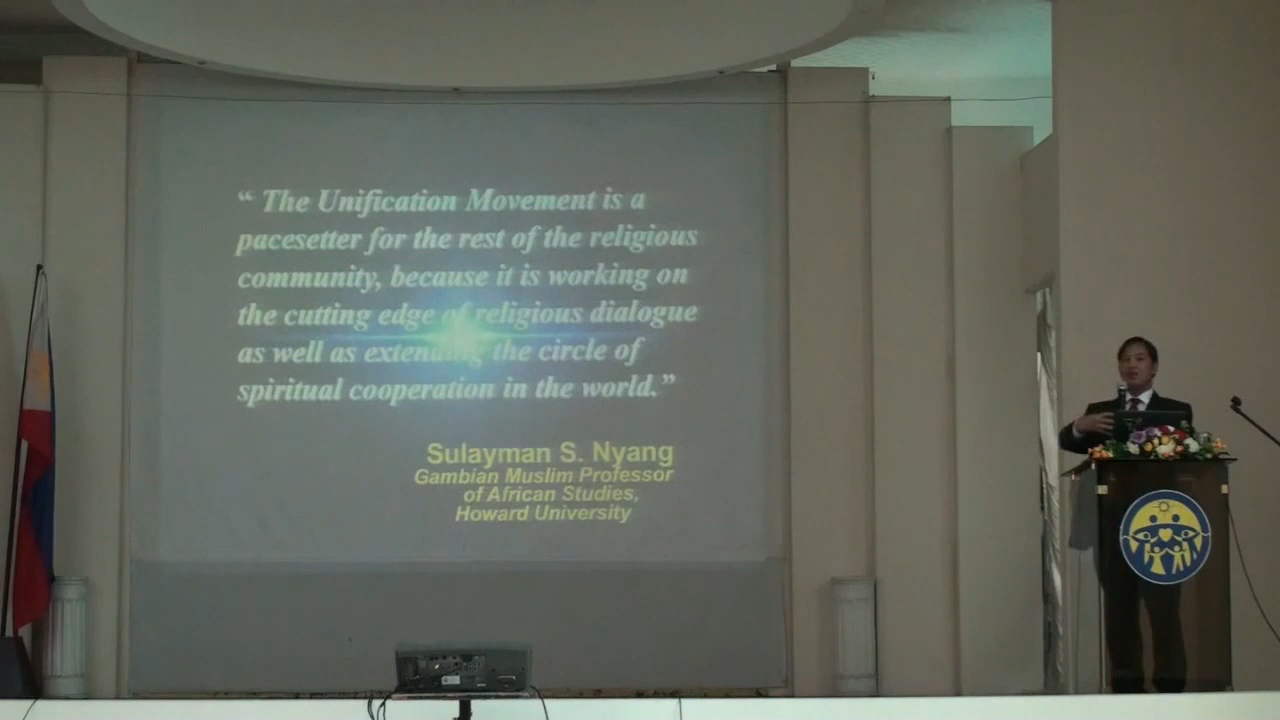 “ The Unification Movement is a
pacesetter for the rest of the religious
community, because it is working on
the cutting edge of religious dialogue
as well as extending the circle of
spiritual cooperation in the world.”
Sulayman S. Nyang
Gambian Muslim Professor
of African Studies,
Howard University